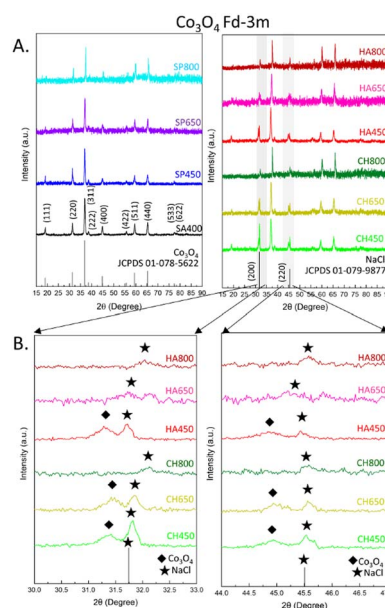 Co₃O₄ Fd-3m
A.
SP800
SP650
SP450
SA400
(111)
(220)
(311)
(222)
(400)
(422)
(511)
(440)
(533)
(622)
Co₃O₄
JCPDS 01-078-5622
Intensity (a.u.)
15 20 25 30 35 40 45 50 55 60 65 70 75 80 85 90
2θ (Degree)
HA800
HA650
HA450
CH800
CH650
CH450
(200)
(220)
NaCl
JCPDS 01-079-9877
Intensity (a.u.)
2θ (Degree)
B.
HA800
HA650
HA450
CH800
CH650
CH450
◆Co₃O₄
★NaCl
Intensity (a.u.)
30.0 30.5 31.0 31.5 32.0 32.5 33.0
2θ (Degree)
HA800
HA650
HA450
CH800
CH650
CH450
◆Co₃O₄
★NaCl
Intensity (a.u.)
44.0 44.5 45.0 45.5 46.0 46.5
2θ (Degree)